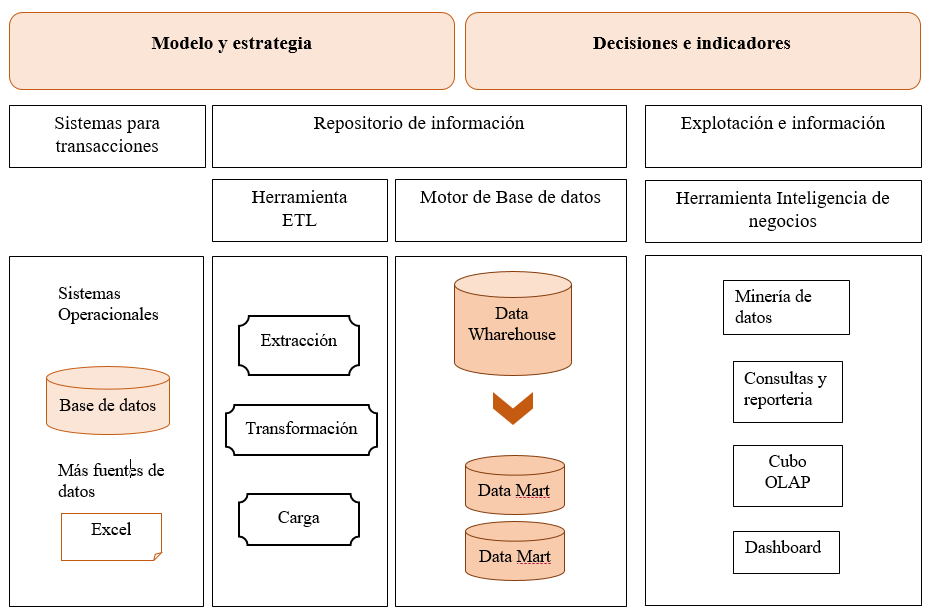 Modelo y estrategia
Decisiones e indicadores
Sistemas para
transacciones
Repositorio de información
Explotación e información
Herramienta
ETL
Motor de Base de datos
Herramienta Inteligencia de
negocios
Sistemas
Operacionales
Base de datos
Más fuentes de
datos
Excel
Extracción
Transformación
Carga
Data
Wharehouse
Data Mart
Data Mart
Minería de
datos
Consultas y
reporteria
Cubo
OLAP
Dashboard